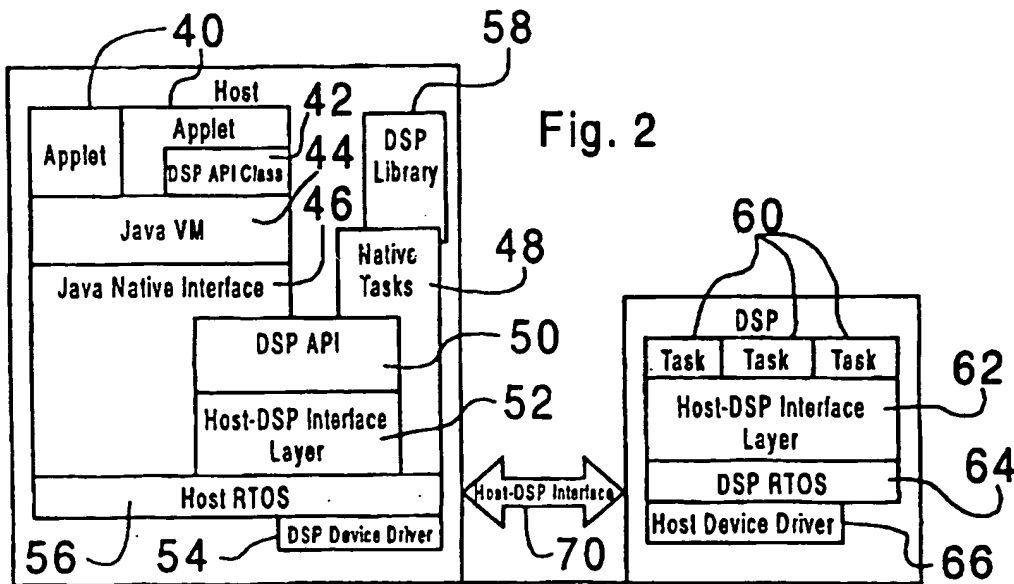 40
40
58
Host
42
Fig. 2
Applet
Applet
DSP API Class
44
DSP
Library
Java VM
46
60
Java Native Interface
Native
Tasks
48
DSP
DSP API
50
Task
Task
Task
62
Host-DSP Interface
Layer
52
Host-DSP Interface
Layer
64
Host RTOS
Host-DSP Interface
DSP RTOS
56
54
DSP Device Driver
70
Host Device Driver
66